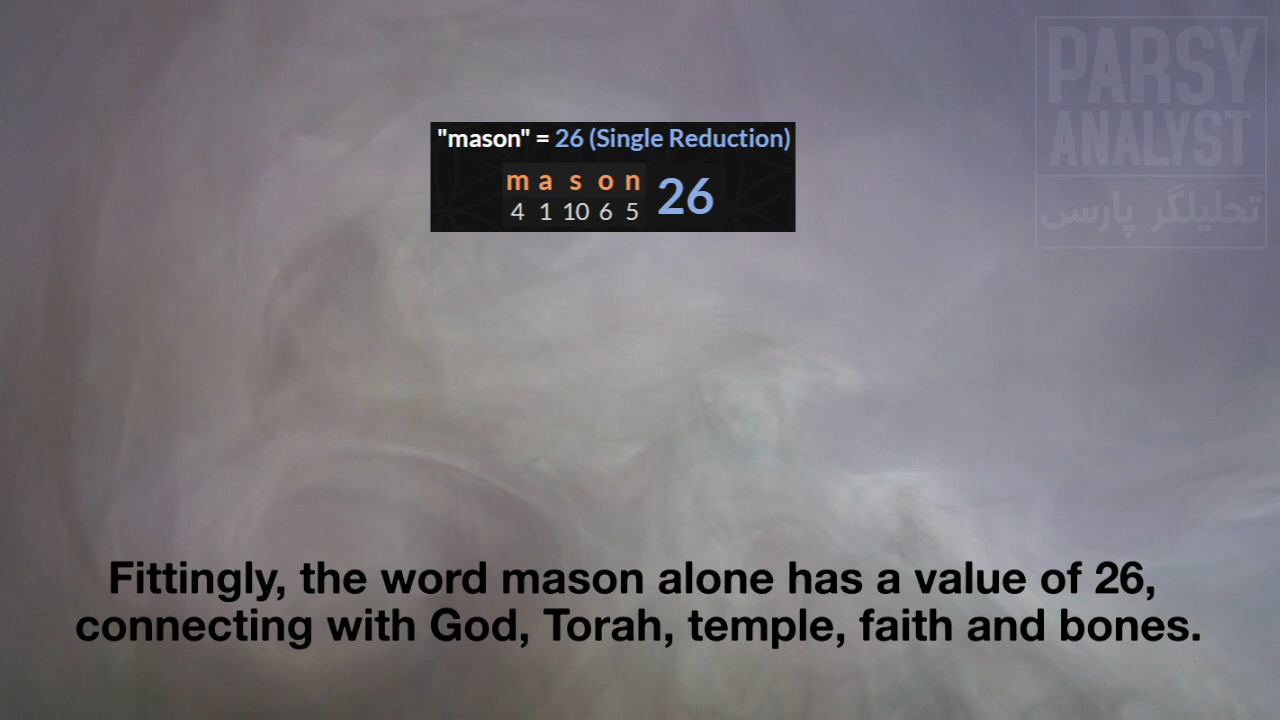 PARSY
ANALYST
تحلیلگر پارسی
"mason" = 26 (Single Reduction)
m a s o n 26
4 1 10 6 5
Fittingly, the word mason alone has a value of 26,
connecting with God, Torah, temple, faith and bones.